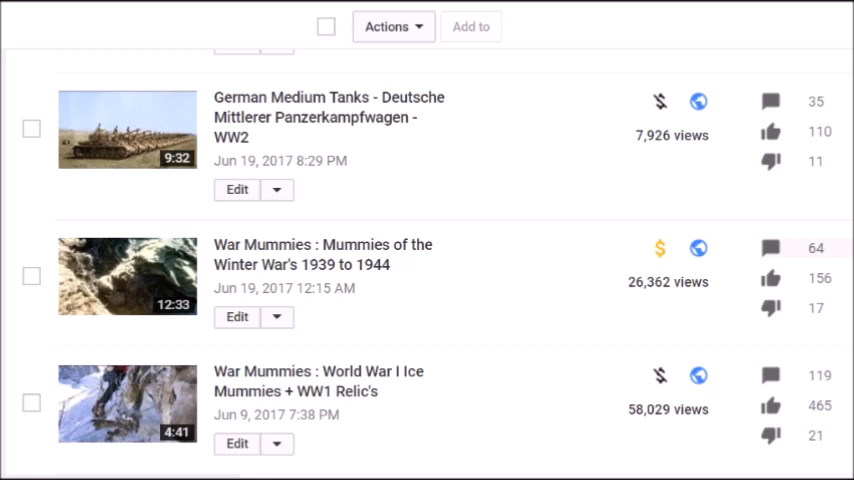 Actions
Add to
German Medium Tanks - Deutsche
Mittlerer Panzerkampfwagen -
WW2
Jun 19, 2017 8:29 PM
Edit
9:32
7,926 views
35
110
11
War Mummies : Mummies of the
Winter War's 1939 to 1944
Jun 19, 2017 12:15 AM
Edit
12:33
$
26,362 views
64
156
17
War Mummies : World War I Ice
Mummies + WW1 Relic's
Jun 9, 2017 7:38 PM
Edit
4:41
58,029 views
119
465
21